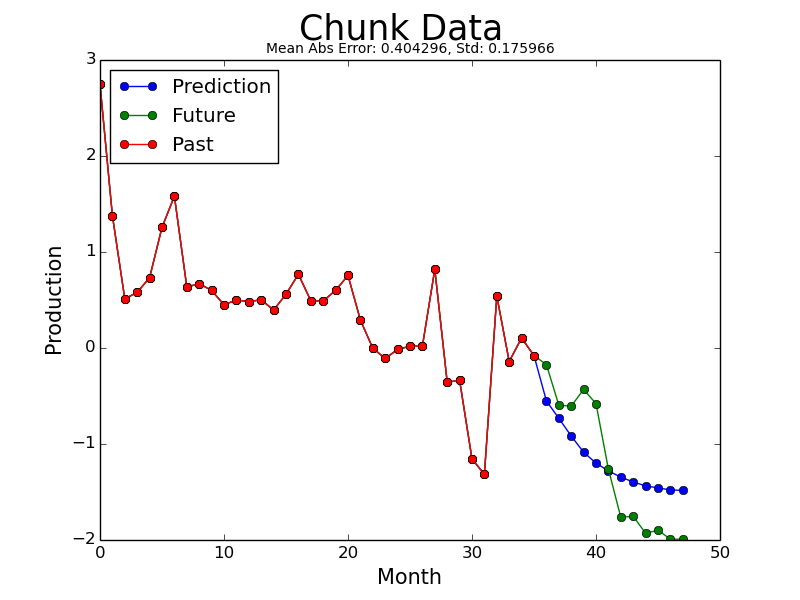 Chunk Data
Mean Abs Error: 0.404296, Std: 0.175966
Prediction
Future
Past
Production
3
2
1
0
−1
−2
0 10 20 30 40 50
Month